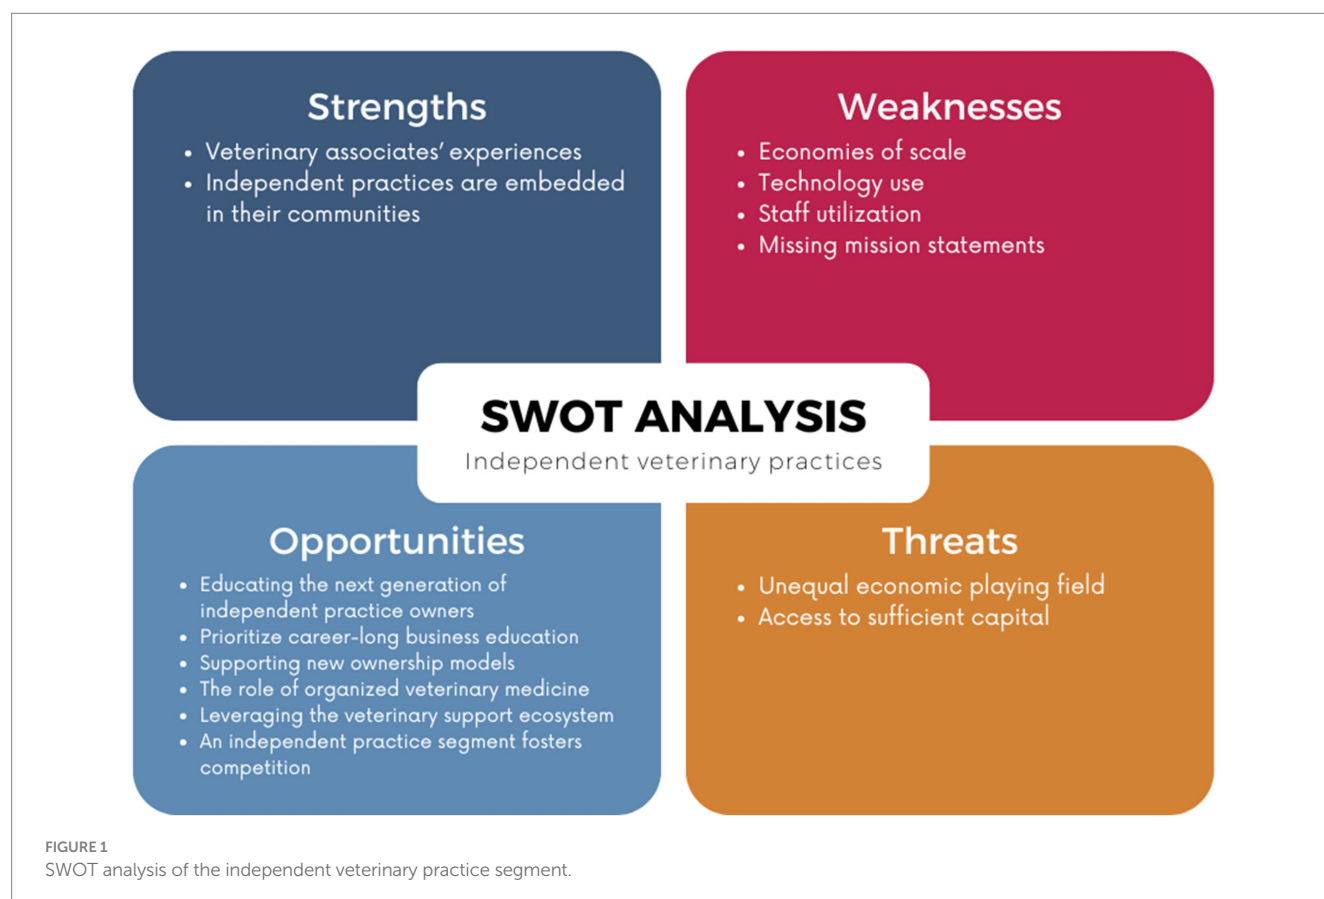 Strengths
• Veterinary associates’ experiences
• Independent practices are embedded
in their communities
Weaknesses
• Economies of scale
• Technology use
• Staff utilization
• Missing mission statements
SWOT ANALYSIS
Independent veterinary practices
Opportunities
• Educating the next generation of
independent practice owners
• Prioritize career-long business education
• Supporting new ownership models
• The role of organized veterinary medicine
• Leveraging the veterinary support ecosystem
• An independent practice segment fosters
competition
Threats
• Unequal economic playing field
• Access to sufficient capital
FIGURE 1
SWOT analysis of the independent veterinary practice segment.